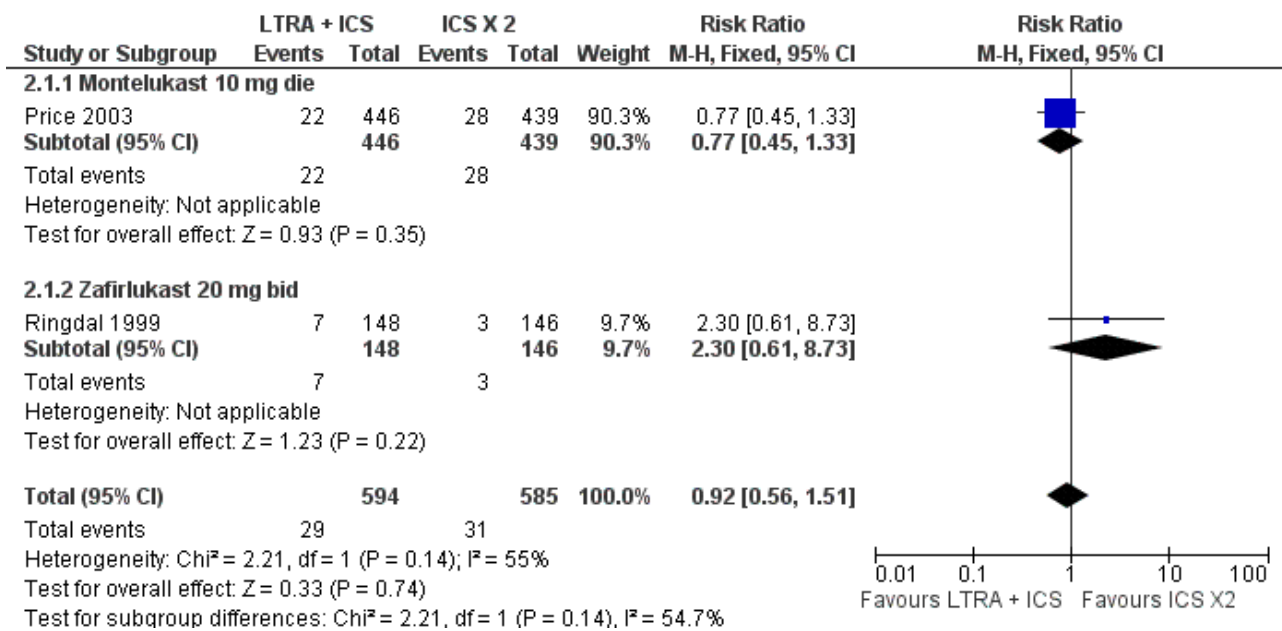 LTRA + ICS ICS X 2 Risk Ratio Risk Ratio
Study or Subgroup Events Total Events Total Weight M-H, Fixed, 95% CI M-H, Fixed, 95% CI
2.1.1 Montelukast 10 mg die
Price 2003 22 446 28 439 90.3% 0.77 [0.45, 1.33]
Subtotal (95% CI) 446 439 90.3% 0.77 [0.45, 1.33]
Total events 22 28
Heterogeneity: Not applicable
Test for overall effect: Z = 0.93 (P = 0.35)
2.1.2 Zafirlukast 20 mg bid
Ringdal 1999 7 148 3 146 9.7% 2.30 [0.61, 8.73]
Subtotal (95% CI) 148 146 9.7% 2.30 [0.61, 8.73]
Total events 7 3
Heterogeneity: Not applicable
Test for overall effect: Z = 1.23 (P = 0.22)
Total (95% CI) 594 585 100.0% 0.92 [0.56, 1.51]
Total events 29 31
Heterogeneity: Chi² = 2.21, df = 1 (P = 0.14); I² = 55%
Test for overall effect: Z = 0.33 (P = 0.74)
Test for subgroup differences: Chi² = 2.21, df = 1 (P = 0.14), I² = 54.7%
0.01 0.1 1 10 100
Favours LTRA + ICS Favours ICS X2